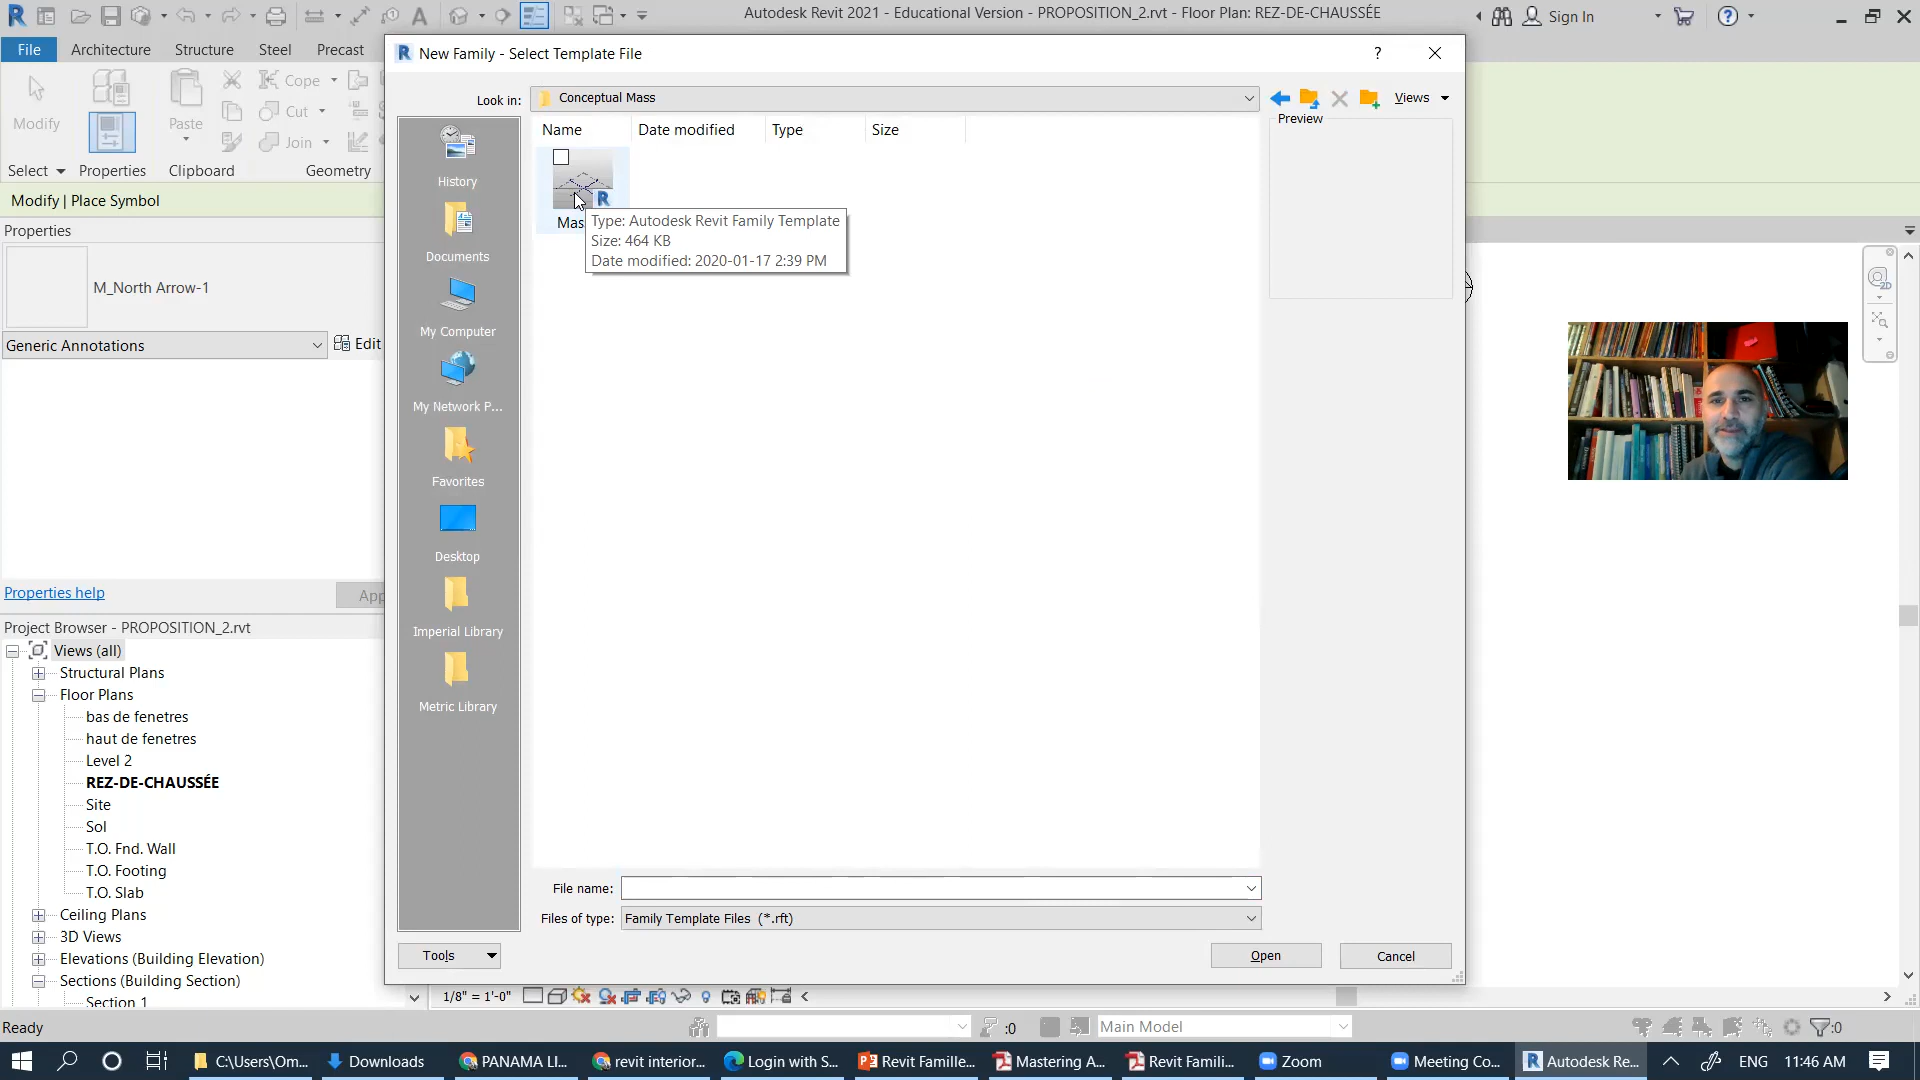 Autodesk Revit 2021 - Educational Version - PROPOSITION_2.rvt - Floor Plan: REZ-DE-CHAUSSÉE
Sign In
File
Architecture
Structure
Steel
Precast
New Family - Select Template File
Modify
Paste
Cope
Cut
Join
Select
Properties
Clipboard
Geometry
Modify | Place Symbol
Properties
M_North Arrow-1
Generic Annotations
Edit
Properties help
App
Project Browser - PROPOSITION_2.rvt
Views (all)
Structural Plans
Floor Plans
bas de fenetres
haut de fenetres
Level 2
REZ-DE-CHAUSSÉE
Site
Sol
T.O. Fnd. Wall
T.O. Footing
T.O. Slab
Ceiling Plans
3D Views
Elevations (Building Elevation)
Sections (Building Section)
Section 1
Look in:
Conceptual Mass
Views
Preview
Name
Date modified
Type
Size
History
Documents
My Computer
My Network P...
Favorites
Desktop
Imperial Library
Metric Library
Mas
Type: Autodesk Revit Family Template
Size: 464 KB
Date modified: 2020-01-17 2:39 PM
File name:
Files of type:
Family Template Files (*.rft)
Tools
Open
Cancel
2D
1/8" = 1'-0"
Ready
:0
Main Model
:0
C:\Users\Om...
Downloads
PANAMA LI...
revit interior...
Login with S...
Revit Famille...
Mastering A...
Revit Famili...
Zoom
Meeting Co...
Autodesk Re...
ENG
11:46 AM